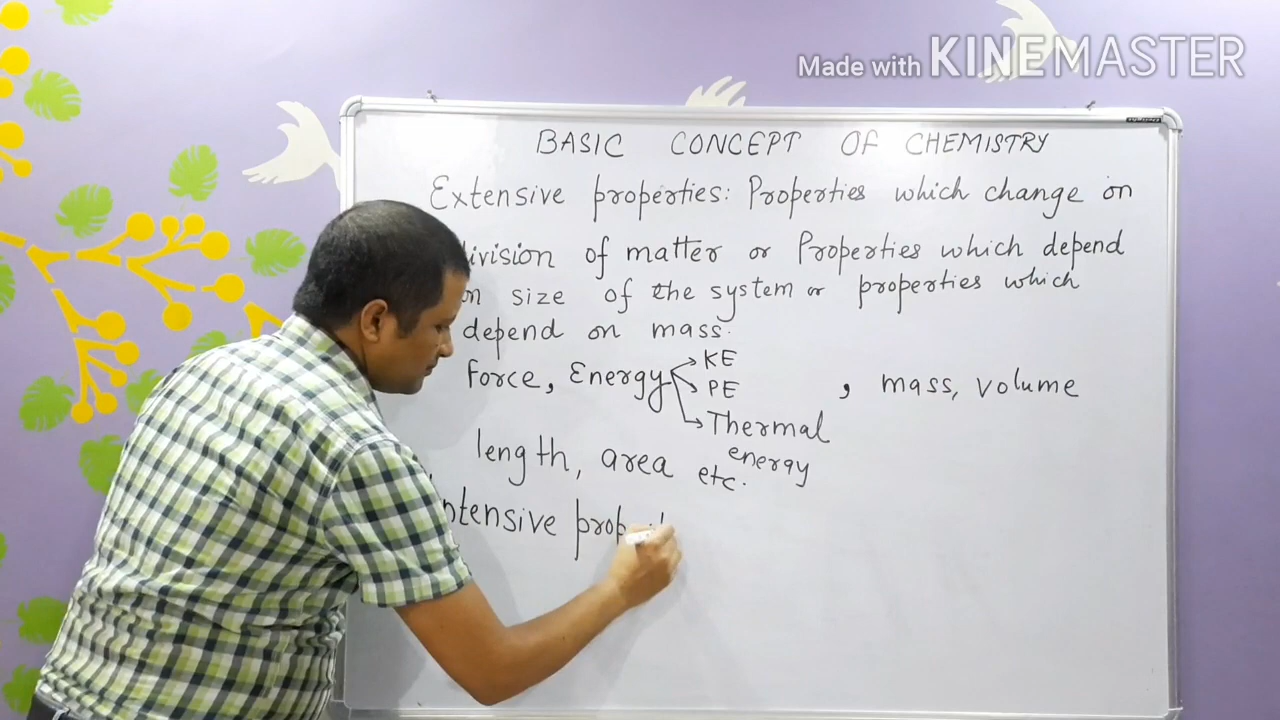 Made with KINEMASTER
BASIC CONCEPT OF CHEMISTRY
Extensive properties: Properties which change on
ivision of matter or Properties which depend
n size of the system or properties which
depend on mass.
Force, Energy → KE
→ PE
→ Thermal energy
, mass, volume
length, area etc.
ntensive prop